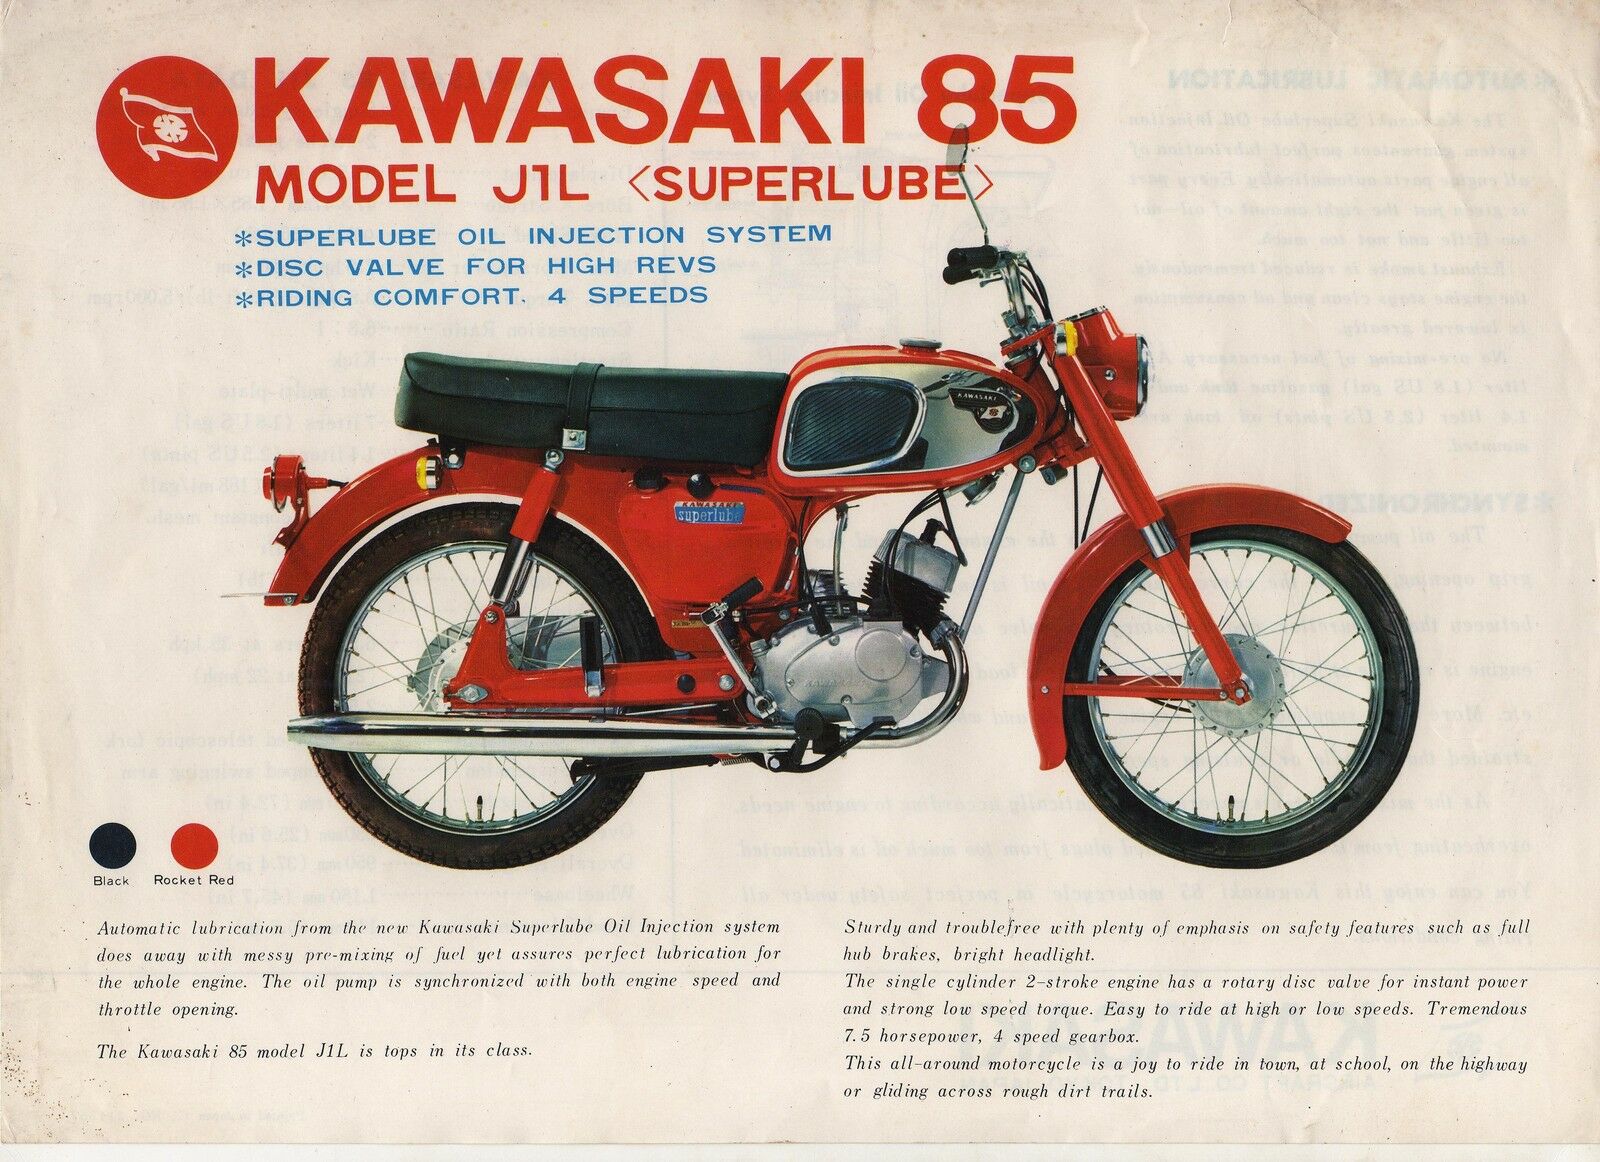 KAWASAKI 85
MODEL J1L <SUPERLUBE>
*SUPERLUBE OIL INJECTION SYSTEM
*DISC VALVE FOR HIGH REVS
*RIDING COMFORT, 4 SPEEDS
KAWASAKI
KAWASAKI
superlube
Black
Rocket Red
Automatic lubrication from the new Kawasaki Superlube Oil Injection system
does away with messy pre-mixing of fuel yet assures perfect lubrication for
the whole engine. The oil pump is synchronized with both engine speed and
throttle opening.
The Kawasaki 85 model J1L is tops in its class.
Sturdy and troublefree with plenty of emphasis on safety features such as full
hub brakes, bright headlight.
The single cylinder 2-stroke engine has a rotary disc valve for instant power
and strong low speed torque. Easy to ride at high or low speeds. Tremendous
7.5 horsepower, 4 speed gearbox.
This all-around motorcycle is a joy to ride in town, at school, on the highway
or gliding across rough dirt trails.